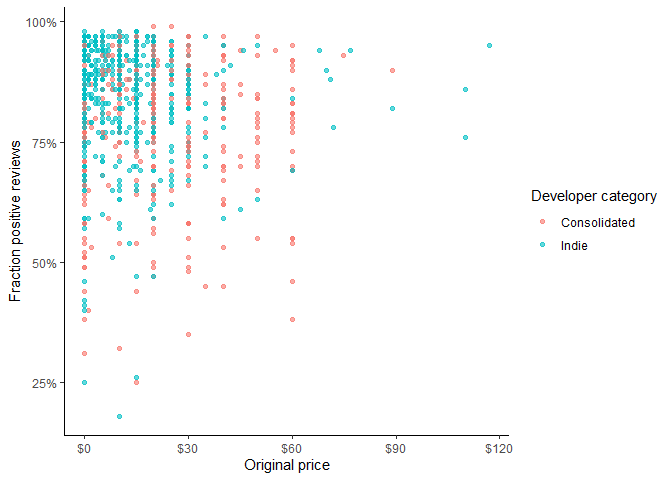 100%
75%
50%
25%
Fraction positive reviews
$0
$30
$60
$90
$120
Original price
Developer category
Consolidated
Indie